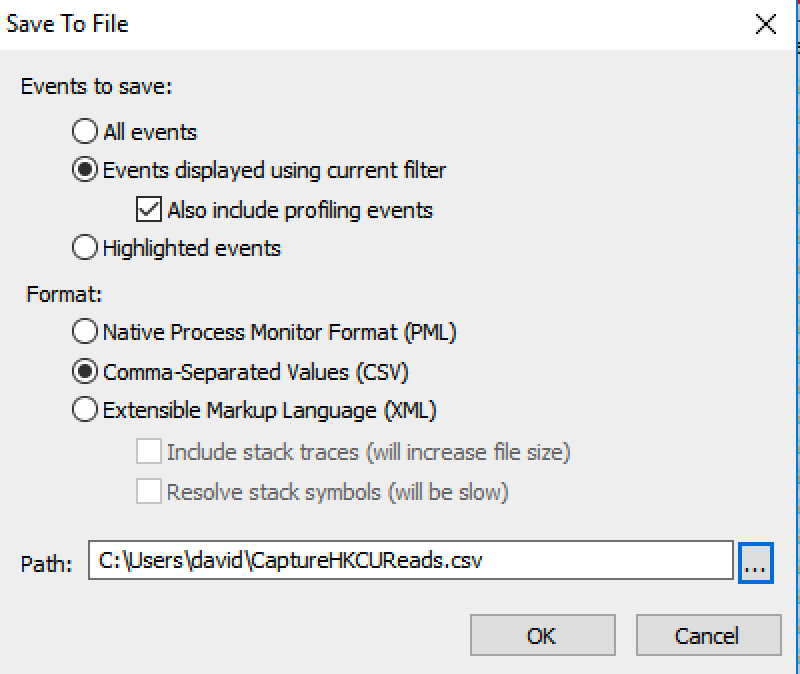 Save To File
Events to save:
All events
Events displayed using current filter
Also include profiling events
Highlighted events
Format:
Native Process Monitor Format (PML)
Comma-Separated Values (CSV)
Extensible Markup Language (XML)
Include stack traces (will increase file size)
Resolve stack symbols (will be slow)
Path: C:\Users\david\CaptureHKCUReads.csv ...
OK Cancel